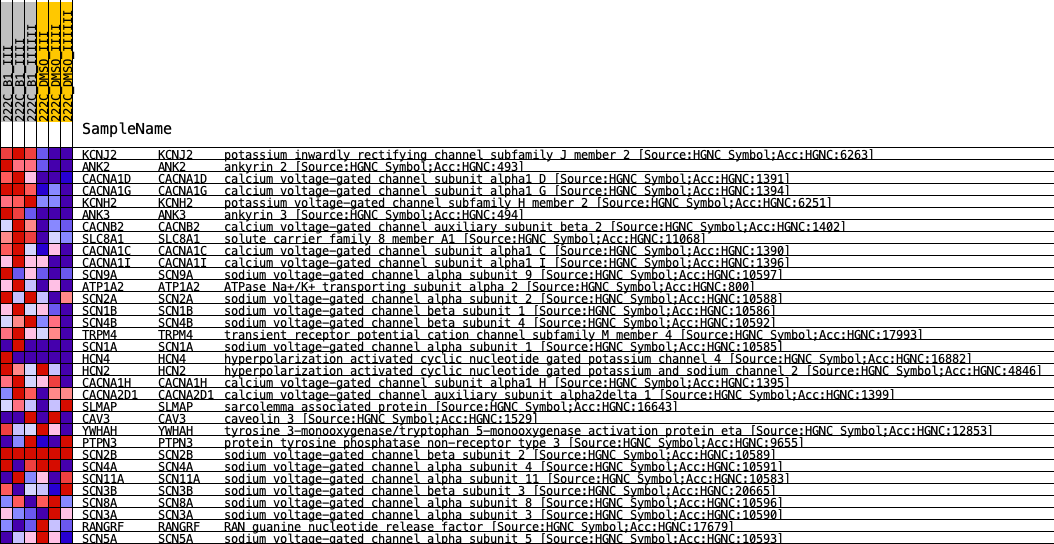 222C_B1_III
222C_B1_IIII
222C_B1_IIIIII
222C_DMSO_III
222C_DMSO_IIII
222C_DMSO_IIIIII
SampleName
KCNJ2 KCNJ2 potassium inwardly rectifying channel subfamily J member 2 [Source:HGNC Symbol;Acc:HGNC:6263]
ANK2 ANK2 ankyrin 2 [Source:HGNC Symbol;Acc:HGNC:493]
CACNA1D CACNA1D calcium voltage-gated channel subunit alpha1 D [Source:HGNC Symbol;Acc:HGNC:1391]
CACNA1G CACNA1G calcium voltage-gated channel subunit alpha1 G [Source:HGNC Symbol;Acc:HGNC:1394]
KCNH2 KCNH2 potassium voltage-gated channel subfamily H member 2 [Source:HGNC Symbol;Acc:HGNC:6251]
ANK3 ANK3 ankyrin 3 [Source:HGNC Symbol;Acc:HGNC:494]
CACNB2 CACNB2 calcium voltage-gated channel auxiliary subunit beta 2 [Source:HGNC Symbol;Acc:HGNC:1402]
SLC8A1 SLC8A1 solute carrier family 8 member A1 [Source:HGNC Symbol;Acc:HGNC:11068]
CACNA1C CACNA1C calcium voltage-gated channel subunit alpha1 C [Source:HGNC Symbol;Acc:HGNC:1390]
CACNA1I CACNA1I calcium voltage-gated channel subunit alpha1 I [Source:HGNC Symbol;Acc:HGNC:1396]
SCN9A SCN9A sodium voltage-gated channel alpha subunit 9 [Source:HGNC Symbol;Acc:HGNC:10597]
ATP1A2 ATP1A2 ATPase Na+/K+ transporting subunit alpha 2 [Source:HGNC Symbol;Acc:HGNC:800]
SCN2A SCN2A sodium voltage-gated channel alpha subunit 2 [Source:HGNC Symbol;Acc:HGNC:10588]
SCN1B SCN1B sodium voltage-gated channel beta subunit 1 [Source:HGNC Symbol;Acc:HGNC:10586]
SCN4B SCN4B sodium voltage-gated channel beta subunit 4 [Source:HGNC Symbol;Acc:HGNC:10592]
TRPM4 TRPM4 transient receptor potential cation channel subfamily M member 4 [Source:HGNC Symbol;Acc:HGNC:17993]
SCN1A SCN1A sodium voltage-gated channel alpha subunit 1 [Source:HGNC Symbol;Acc:HGNC:10585]
HCN4 HCN4 hyperpolarization activated cyclic nucleotide gated potassium channel 4 [Source:HGNC Symbol;Acc:HGNC:16882]
HCN2 HCN2 hyperpolarization activated cyclic nucleotide gated potassium and sodium channel 2 [Source:HGNC Symbol;Acc:HGNC:4846]
CACNA1H CACNA1H calcium voltage-gated channel subunit alpha1 H [Source:HGNC Symbol;Acc:HGNC:1395]
CACNA2D1 CACNA2D1 calcium voltage-gated channel auxiliary subunit alpha2delta 1 [Source:HGNC Symbol;Acc:HGNC:1399]
SLMAP SLMAP sarcolemma associated protein [Source:HGNC Symbol;Acc:HGNC:16643]
CAV3 CAV3 caveolin 3 [Source:HGNC Symbol;Acc:HGNC:1529]
YWHAH YWHAH tyrosine 3-monooxygenase/tryptophan 5-monooxygenase activation protein eta [Source:HGNC Symbol;Acc:HGNC:12853]
PTPN3 PTPN3 protein tyrosine phosphatase non-receptor type 3 [Source:HGNC Symbol;Acc:HGNC:9655]
SCN2B SCN2B sodium voltage-gated channel beta subunit 2 [Source:HGNC Symbol;Acc:HGNC:10589]
SCN4A SCN4A sodium voltage-gated channel alpha subunit 4 [Source:HGNC Symbol;Acc:HGNC:10591]
SCN11A SCN11A sodium voltage-gated channel alpha subunit 11 [Source:HGNC Symbol;Acc:HGNC:10583]
SCN3B SCN3B sodium voltage-gated channel beta subunit 3 [Source:HGNC Symbol;Acc:HGNC:20665]
SCN8A SCN8A sodium voltage-gated channel alpha subunit 8 [Source:HGNC Symbol;Acc:HGNC:10596]
SCN3A SCN3A sodium voltage-gated channel alpha subunit 3 [Source:HGNC Symbol;Acc:HGNC:10590]
RANGRF RANGRF RAN guanine nucleotide release factor [Source:HGNC Symbol;Acc:HGNC:17679]
SCN5A SCN5A sodium voltage-gated channel alpha subunit 5 [Source:HGNC Symbol;Acc:HGNC:10593]